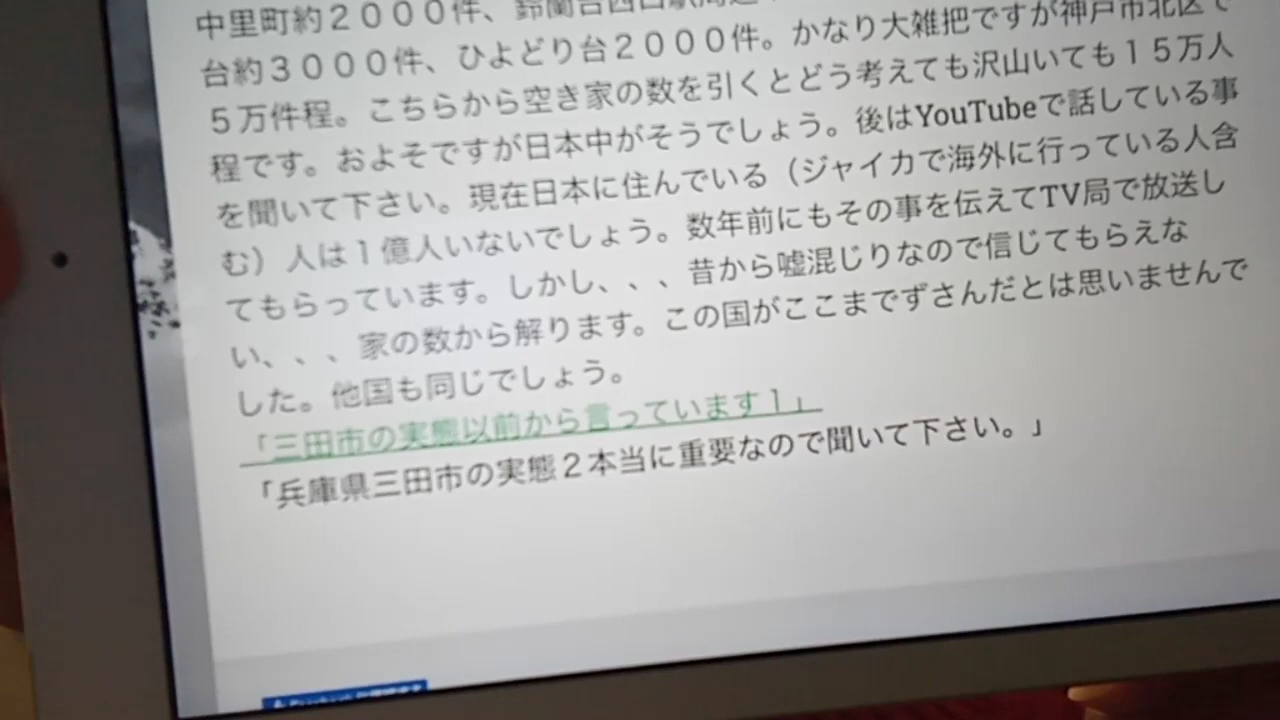 中里町約２０００件、鈴蘭台西口駅周辺
台約３０００件、ひよどり台２０００件。かなり大雑把ですが神戸市北区で
５万件程。こちらから空き家の数を引くとどう考えても沢山いても１５万人
程です。およそですが日本中がそうでしょう。後はYouTubeで話している事
を聞いて下さい。現在日本に住んでいる（ジャイカで海外に行っている人含
む）人は１億人いないでしょう。数年前にもその事を伝えてTV局で放送し
てもらっています。しかし、、、昔から嘘混じりなので信じてもらえな
い、、、家の数から解ります。この国がここまでずさんだとは思いませんで
した。他国も同じでしょう。
「三田市の実態以前から言っています１」
「兵庫県三田市の実態２本当に重要なので聞いて下さい。」